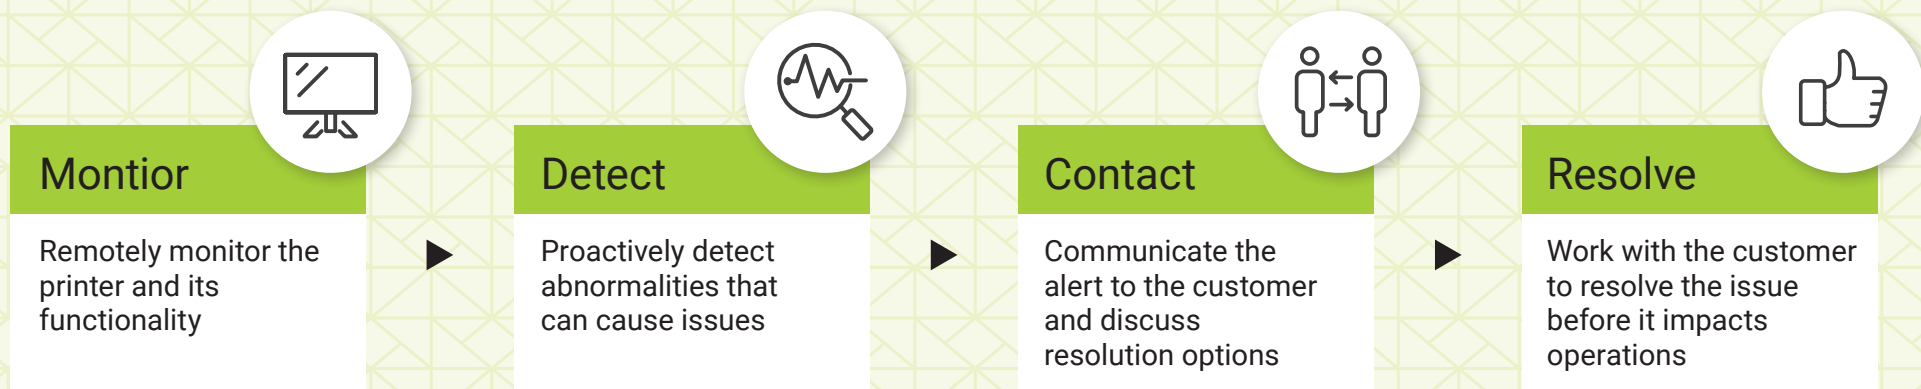 Montior
Remotely monitor the
printer and its
functionality
Detect
Proactively detect
abnormalities that
can cause issues
Contact
Communicate the
alert to the customer
and discuss
resolution options
Resolve
Work with the customer
to resolve the issue
before it impacts
operations